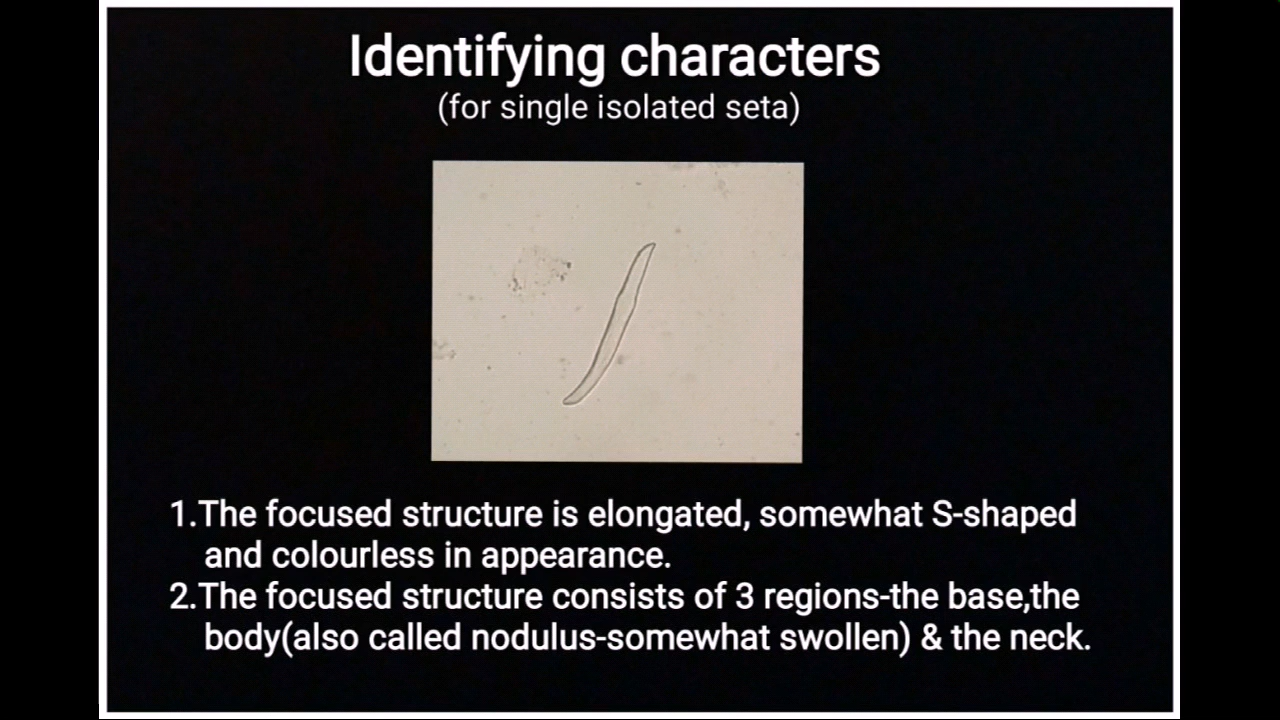 Identifying characters
(for single isolated seta)
1.The focused structure is elongated, somewhat S-shaped
and colourless in appearance.
2.The focused structure consists of 3 regions-the base,the
body(also called nodulus-somewhat swollen) & the neck.